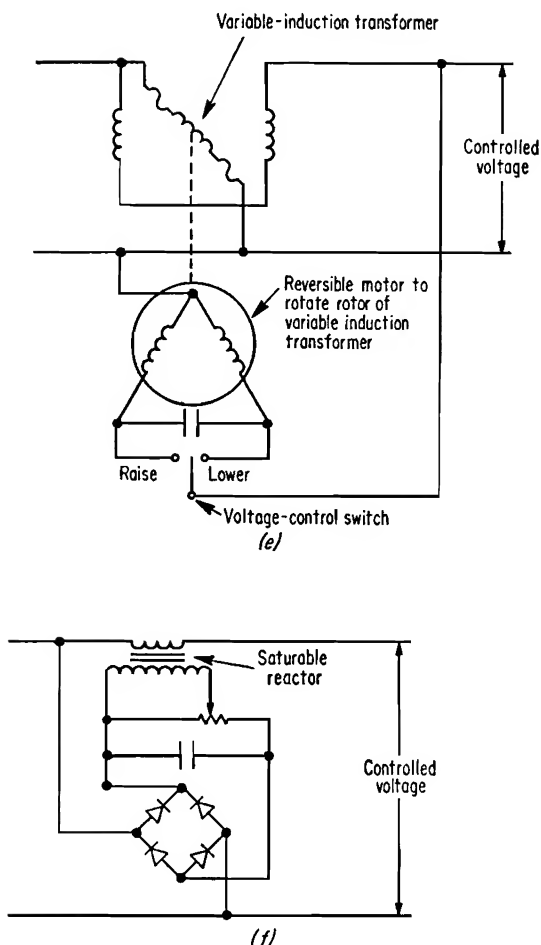 Variable-induction transformer
Controlled
voltage
Reversible motor to
rotate rotor of
variable induction
transformer
Raise
Lower
Voltage-control switch
(e)
Saturable
reactor
Controlled
voltage
(f)